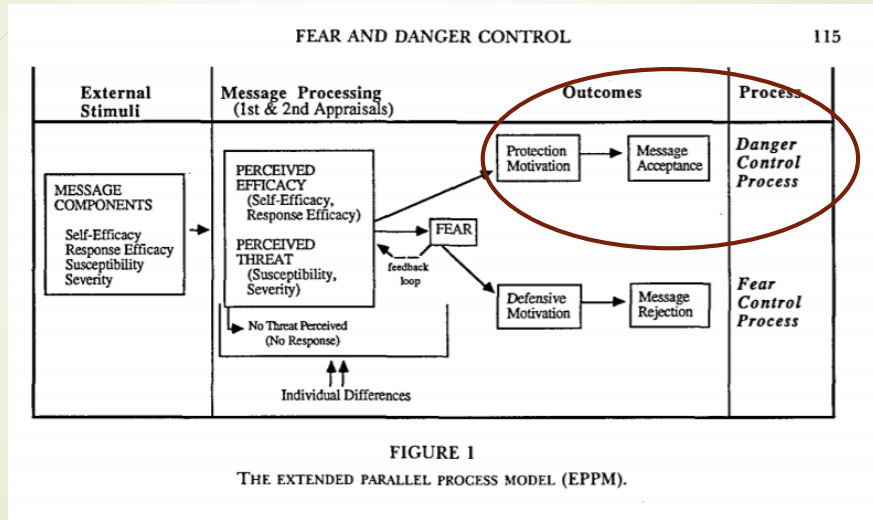 FEAR AND DANGER CONTROL
115
External
Stimuli
Message Processing
(1st & 2nd Appraisals)
Outcomes
Process
MESSAGE
COMPONENTS
Self-Efficacy
Response Efficacy
Susceptibility
Severity
PERCEIVED
EFFICACY
(Self-Efficacy,
Response Efficacy)
PERCEIVED
THREAT
(Susceptibility,
Severity)
No Threat Perceived
(No Response)
Individual Differences
FEAR
feedback
loop
Protection
Motivation
Message
Acceptance
Danger
Control
Process
Defensive
Motivation
Message
Rejection
Fear
Control
Process
FIGURE 1
THE EXTENDED PARALLEL PROCESS MODEL (EPPM).